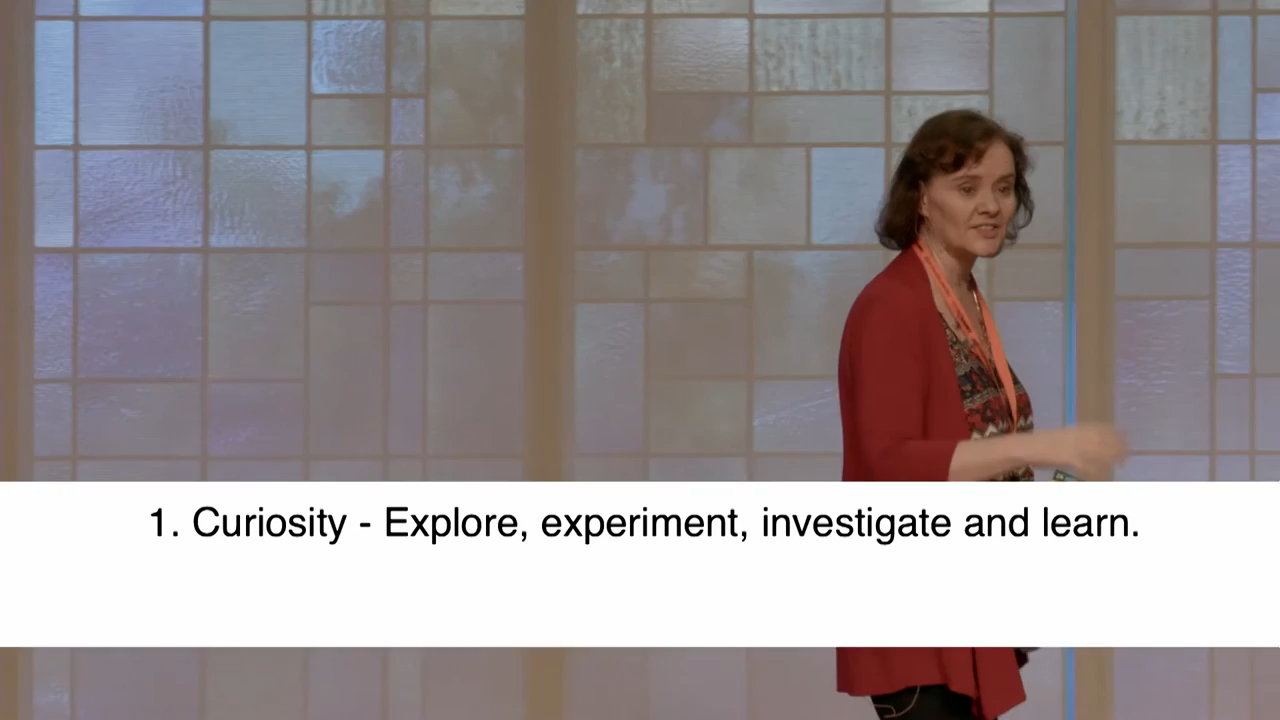 1. Curiosity - Explore, experiment, investigate and learn.